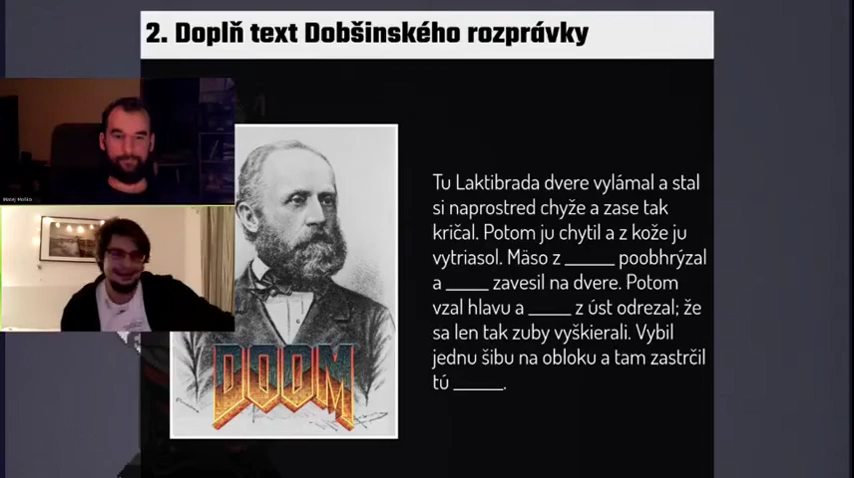 2. Doplň text Dobšinského rozprávky
Tu Laktibrada dvere vylámal a stal
si naprostred chyže a zase tak
kričal. Potom ju chytil a z kože ju
vytriasol. Mäso z ______ poobhrýzal
a _____ zavesil na dvere. Potom
vzal hlavu a _____ z úst odrezal; že
sa len tak zuby vyškierali. Vybil
jednu šibu na obloku a tam zastrčil
tú ______.
DOOM